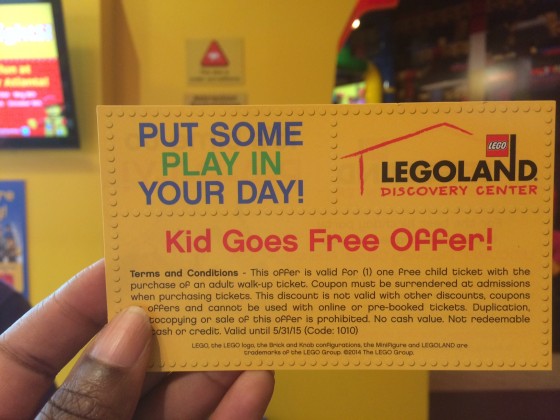 PUT SOME
PLAY IN
YOUR DAY!
LEGO
LEGOLAND
DISCOVERY CENTER
Kid Goes Free Offer!
Terms and Conditions - This offer is valid for (1) one free child ticket with the
purchase of an adult walk-up ticket. Coupon must be surrendered at admissions
when purchasing tickets. This discount is not valid with other discounts, coupons
offers and cannot be used with online or pre-booked tickets. Duplication,
or sale of this offer is prohibited. No cash value. Not redeemable
or credit. Valid until 5/31/15 (Code: 1010)
LEGO, the LEGO logo, the Brick and Knob configurations, the Minifigure and LEGOLAND are
trademarks of the LEGO Group. ©2014 The LEGO Group.